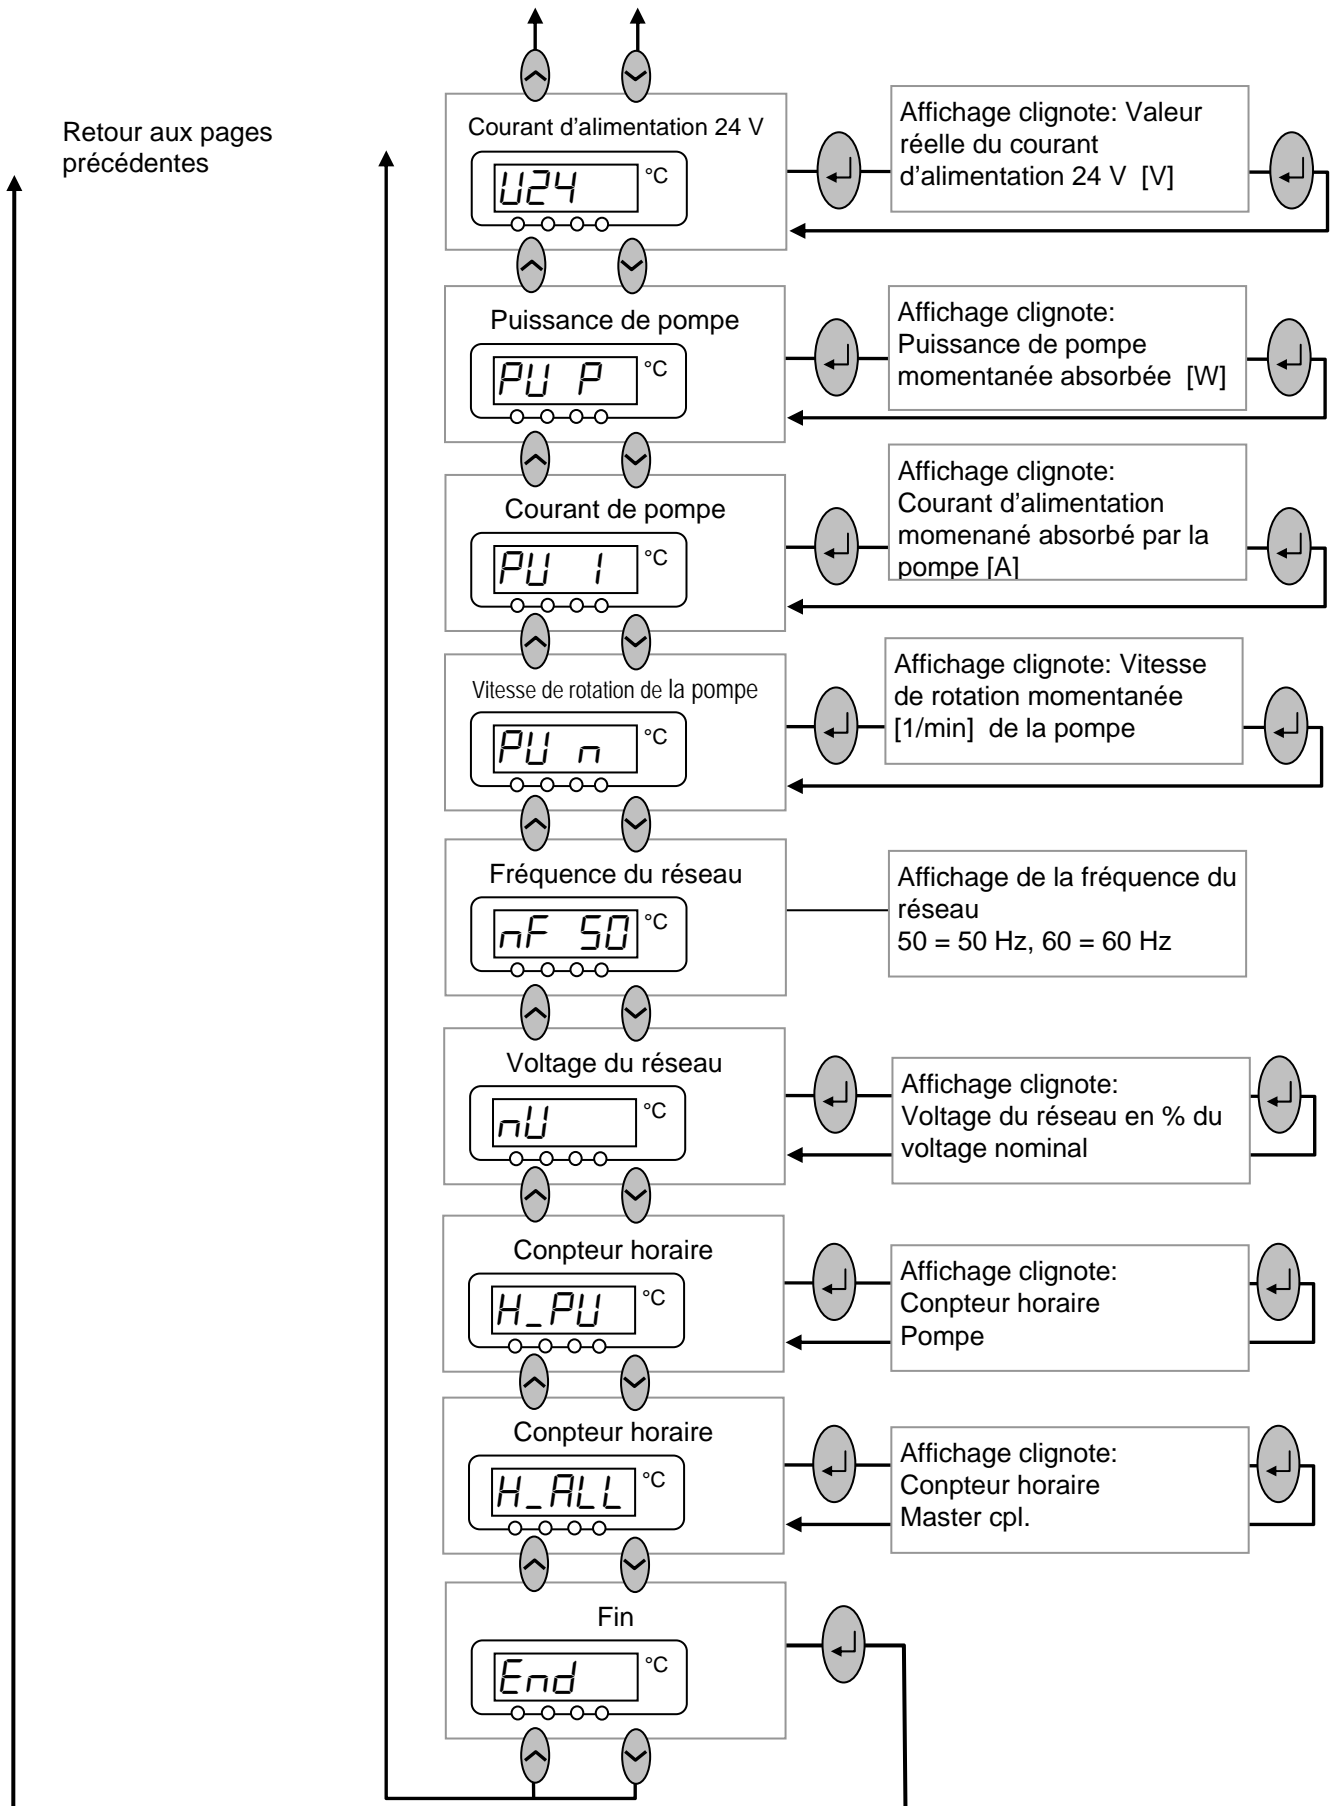 Retour aux pages
précédentes
Courant d'alimentation 24 V
U24
°C
Affichage clignote: Valeur
réelle du courant
d'alimentation 24 V [V]
Puissance de pompe
PU P
°C
Affichage clignote:
Puissance de pompe
momentanée absorbée [W]
Courant de pompe
PU I
°C
Affichage clignote:
Courant d'alimentation
momenané absorbé par la
pompe [A]
Vitesse de rotation de la pompe
PU n
°C
Affichage clignote: Vitesse
de rotation momentanée
[1/min] de la pompe
Fréquence du réseau
nF 50
°C
Affichage de la fréquence du
réseau
50 = 50 Hz, 60 = 60 Hz
Voltage du réseau
nU
°C
Affichage clignote:
Voltage du réseau en % du
voltage nominal
Conpteur horaire
H_PU
°C
Affichage clignote:
Conpteur horaire
Pompe
Conpteur horaire
H_ALL
°C
Affichage clignote:
Conpteur horaire
Master cpl.
Fin
End
°C